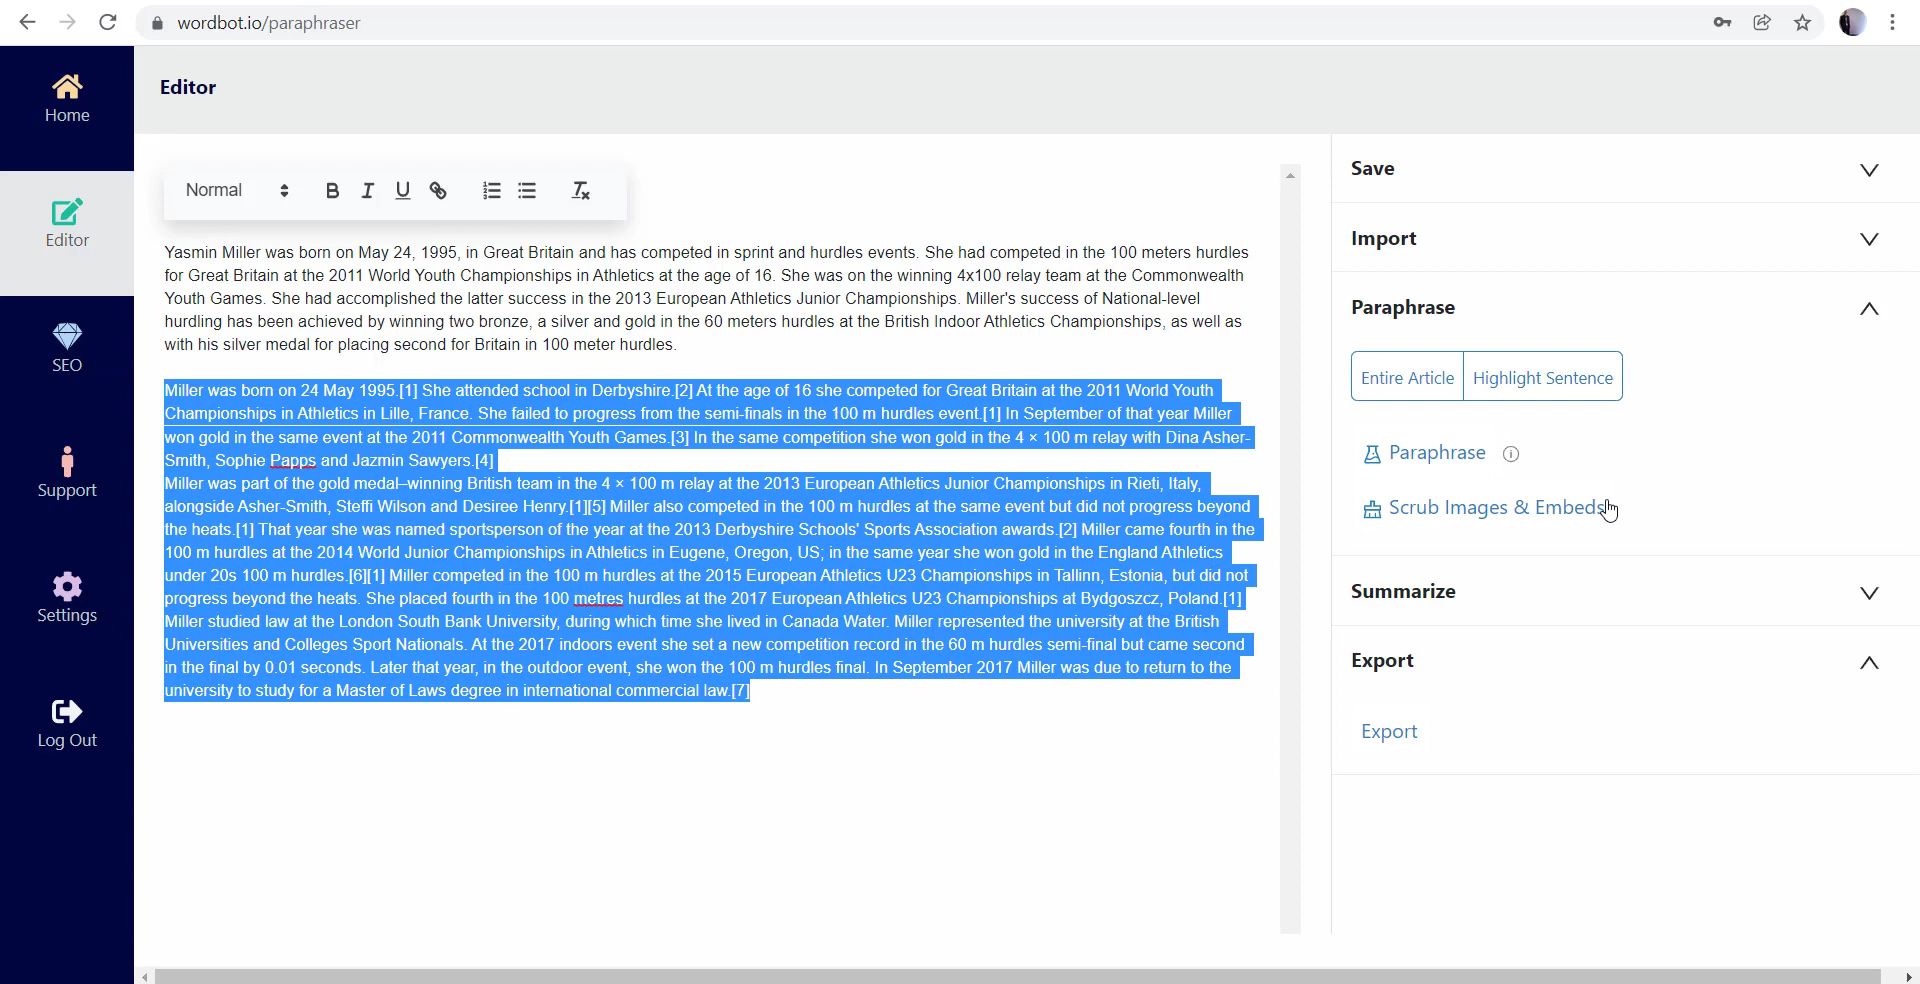 wordbot.io/paraphraser
Home
Editor
SEO
Support
Settings
Log Out
Editor
Normal
B I U
Yasmin Miller was born on May 24, 1995, in Great Britain and has competed in sprint and hurdles events. She had competed in the 100 meters hurdles
for Great Britain at the 2011 World Youth Championships in Athletics at the age of 16. She was on the winning 4x100 relay team at the Commonwealth
Youth Games. She had accomplished the latter success in the 2013 European Athletics Junior Championships. Miller's success of National-level
hurdling has been achieved by winning two bronze, a silver and gold in the 60 meters hurdles at the British Indoor Athletics Championships, as well as
with his silver medal for placing second for Britain in 100 meter hurdles.
Miller was born on 24 May 1995.[1] She attended school in Derbyshire.[2] At the age of 16 she competed for Great Britain at the 2011 World Youth
Championships in Athletics in Lille, France. She failed to progress from the semi-finals in the 100 m hurdles event.[1] In September of that year Miller
won gold in the same event at the 2011 Commonwealth Youth Games.[3] In the same competition she won gold in the 4 × 100 m relay with Dina Asher-
Smith, Sophie Papps and Jazmin Sawyers.[4]
Miller was part of the gold medal–winning British team in the 4 × 100 m relay at the 2013 European Athletics Junior Championships in Rieti, Italy,
alongside Asher-Smith, Steffi Wilson and Desiree Henry.[1][5] Miller also competed in the 100 m hurdles at the same event but did not progress beyond
the heats.[1] That year she was named sportsperson of the year at the 2013 Derbyshire Schools' Sports Association awards.[2] Miller came fourth in the
100 m hurdles at the 2014 World Junior Championships in Athletics in Eugene, Oregon, US; in the same year she won gold in the England Athletics
under 20s 100 m hurdles.[6][1] Miller competed in the 100 m hurdles at the 2015 European Athletics U23 Championships in Tallinn, Estonia, but did not
progress beyond the heats. She placed fourth in the 100 metres hurdles at the 2017 European Athletics U23 Championships at Bydgoszcz, Poland.[1]
Miller studied law at the London South Bank University, during which time she lived in Canada Water. Miller represented the university at the British
Universities and Colleges Sport Nationals. At the 2017 indoors event she set a new competition record in the 60 m hurdles semi-final but came second
in the final by 0.01 seconds. Later that year, in the outdoor event, she won the 100 m hurdles final. In September 2017 Miller was due to return to the
university to study for a Master of Laws degree in international commercial law.[7]
Save
Import
Paraphrase
Entire Article Highlight Sentence
Paraphrase
Scrub Images & Embeds
Summarize
Export
Export